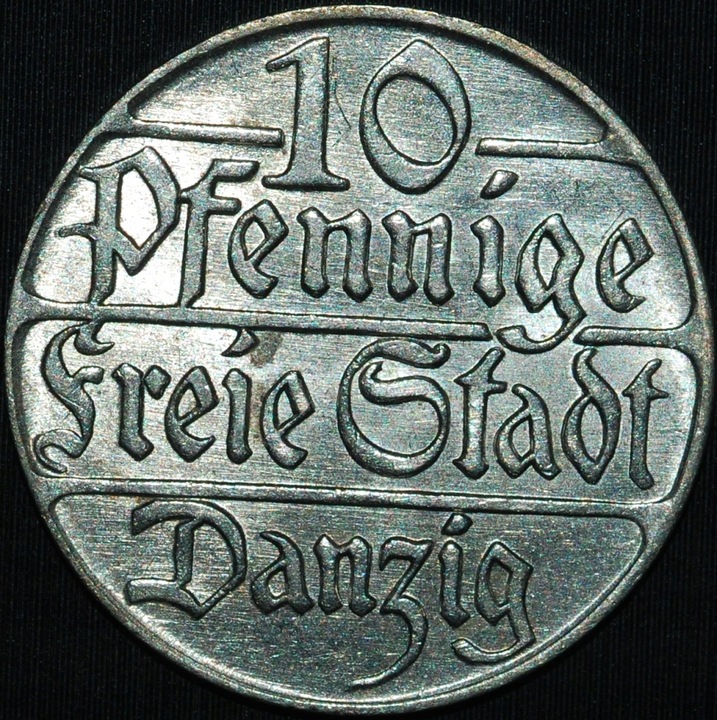 10
Pfennige
Freie Stadt
Danzig